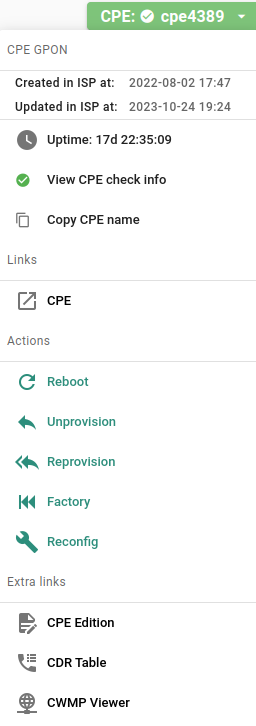 CPE: cpe4389
CPE GPON
Created in ISP at: 2022-08-02 17:47
Updated in ISP at: 2023-10-24 19:24
Uptime: 17d 22:35:09
View CPE check info
Copy CPE name
Links
CPE
Actions
Reboot
Unprovision
Reprovision
Factory
Reconfig
Extra links
CPE Edition
CDR Table
CWMP Viewer